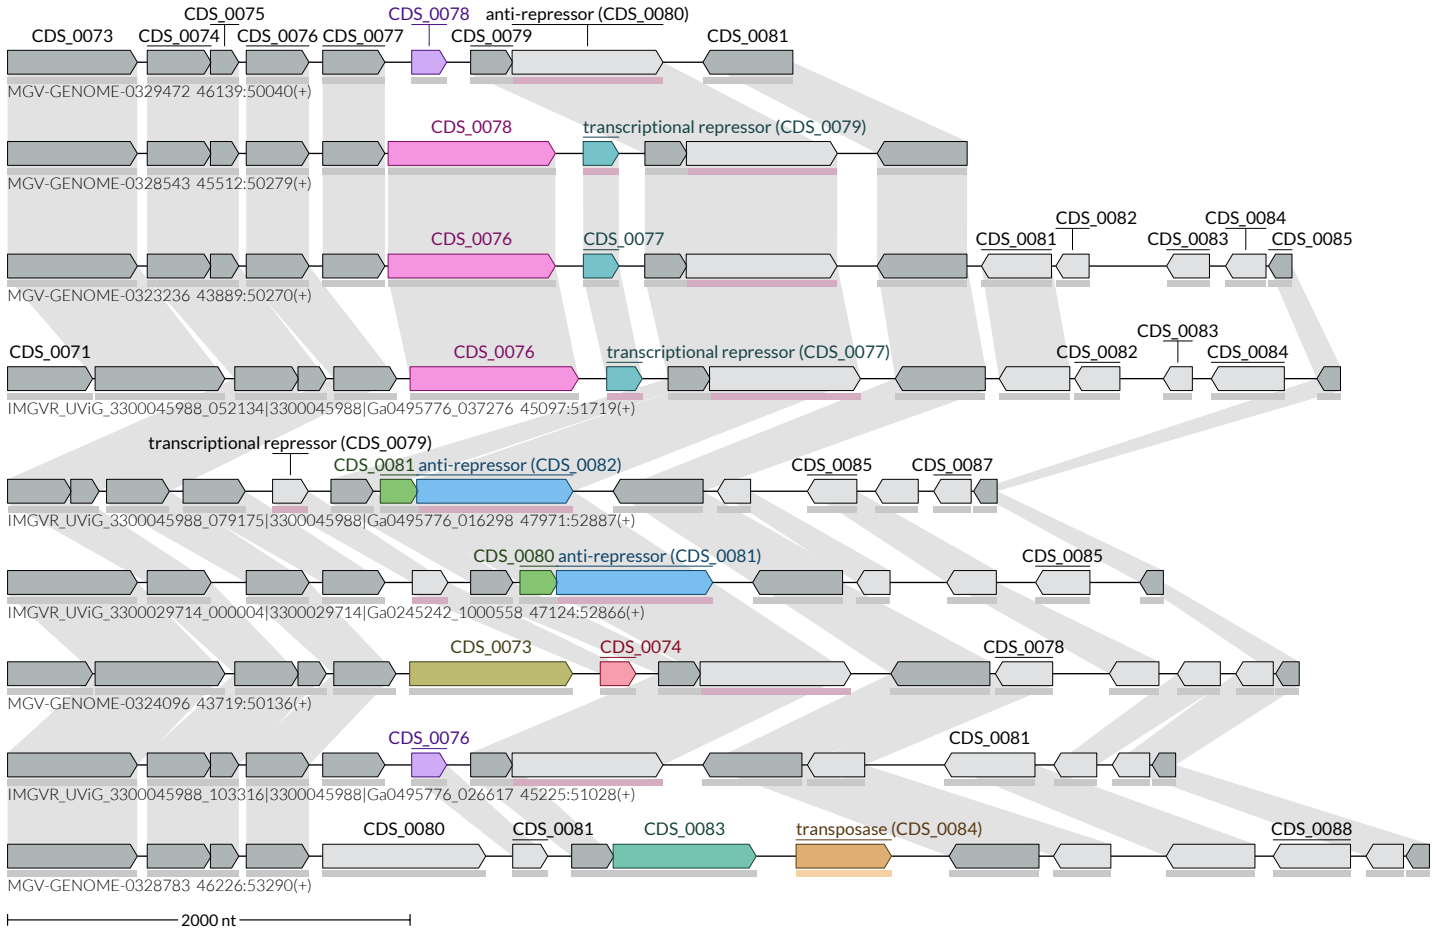 CDS_0075 CDS_0078 anti-repressor (CDS_0080)
CDS_0073 CDS_0074 CDS_0076 CDS_0077 CDS_0079 CDS_0081
MGV-GENOME-0329472 46139:50040(+)
CDS_0078 transcriptional repressor (CDS_0079)
MGV-GENOME-0328543 45512:50279(+)
CDS_0082 CDS_0084
CDS_0076 CDS_0077 CDS_0081 CDS_0083 CDS_0085
MGV-GENOME-0323236 43889:50270(+)
CDS_0083
CDS_0071 CDS_0076 transcriptional repressor (CDS_0077) CDS_0082 CDS_0084
IMGVR_UViG_3300045988_052134|3300045988|Ga0495776_037276 45097:51719(+)
transcriptional repressor (CDS_0079)
CDS_0081 anti-repressor (CDS_0082) CDS_0085 CDS_0087
IMGVR_UViG_3300045988_079175|3300045988|Ga0495776_016298 47971:52887(+)
CDS_0080 anti-repressor (CDS_0081) CDS_0085
IMGVR_UViG_3300029714_000004|3300029714|Ga0245242_1000558 47124:52866(+)
CDS_0073 CDS_0074 CDS_0078
MGV-GENOME-0324096 43719:50136(+)
CDS_0076 CDS_0081
IMGVR_UViG_3300045988_103316|3300045988|Ga0495776_026617 45225:51028(+)
CDS_0080 CDS_0081 CDS_0083 transposase (CDS_0084) CDS_0088
MGV-GENOME-0328783 46226:53290(+)
2000 nt